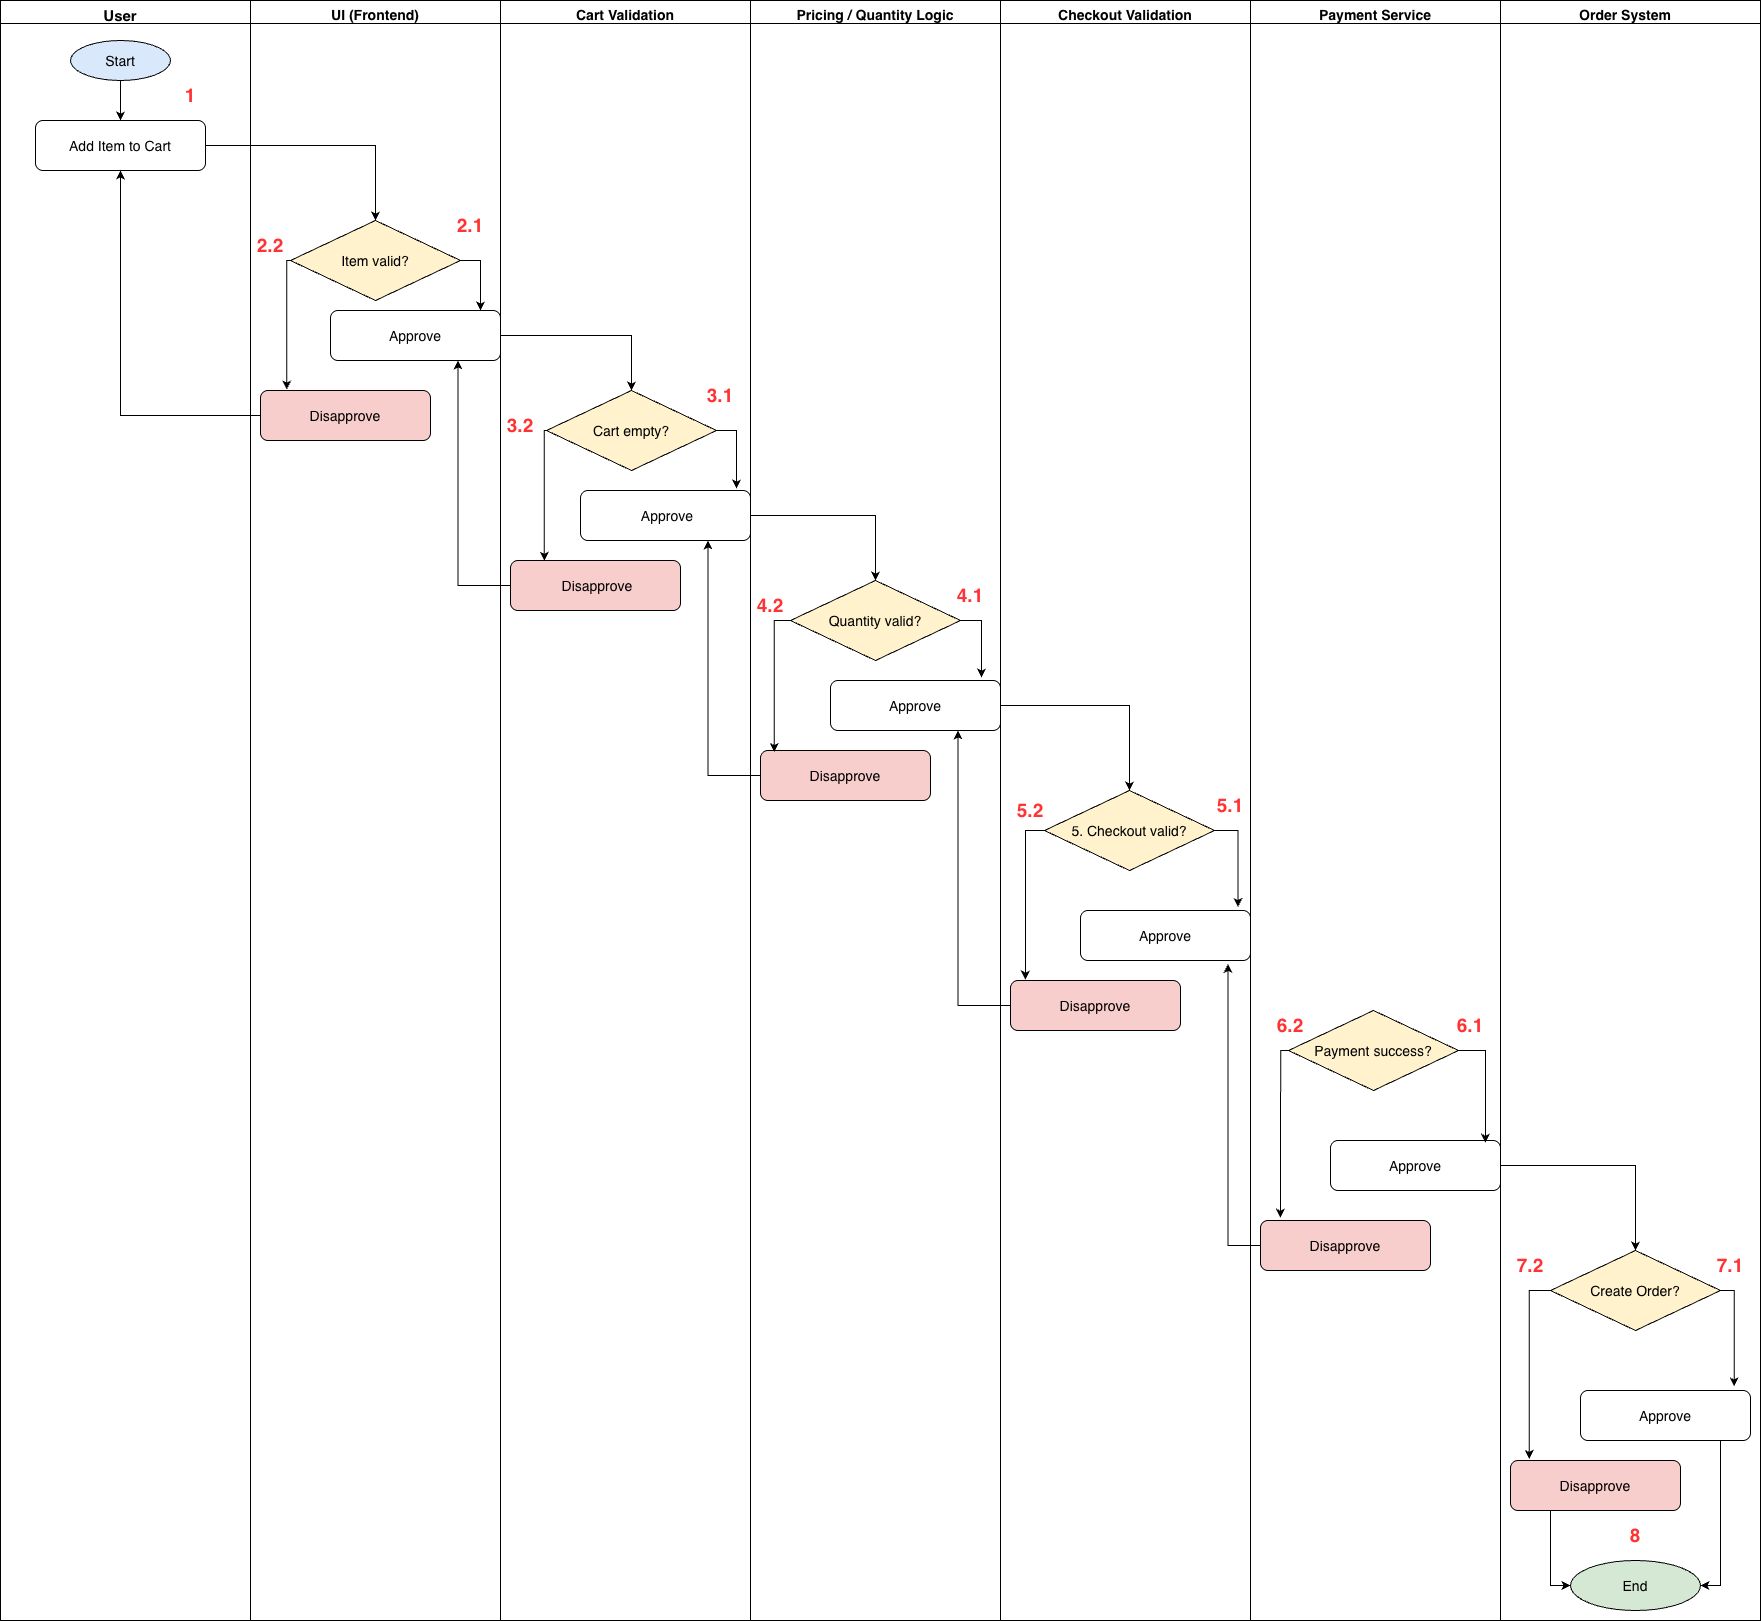 User
UI (Frontend)
Cart Validation
Pricing / Quantity Logic
Checkout Validation
Payment Service
Order System
Start
1
Add Item to Cart
2.2
2.1
Item valid?
Approve
Disapprove
3.2
3.1
Cart empty?
Approve
Disapprove
4.2
4.1
Quantity valid?
Approve
Disapprove
5.2
5.1
5. Checkout valid?
Approve
Disapprove
6.2
6.1
Payment success?
Approve
Disapprove
7.2
7.1
Create Order?
Approve
Disapprove
8
End